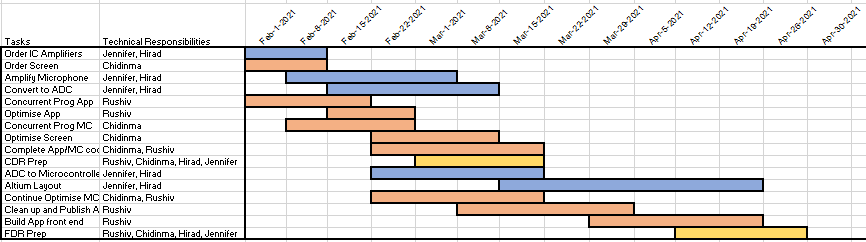 Feb-1-2021 Feb-8-2021 Feb-15-2021 Feb-22-2021 Mar-1-2021 Mar-8-2021 Mar-15-2021 Mar-22-2021 Mar-29-2021 Apr-5-2021 Apr-12-2021 Apr-19-2021 Apr-26-2021 Apr-30-2021
Tasks Technical Responsibilities
Order IC Amplifiers Jennifer, Hirad
Order Screen Chidinma
Amplify Microphone Jennifer, Hirad
Convert to ADC Jennifer, Hirad
Concurrent Prog App Rushiv
Optimise App Rushiv
Concurrent Prog MC Chidinma
Optimise Screen Chidinma
Complete App/MC coo Chidinma, Rushiv
CDR Prep Rushiv, Chidinma, Hirad, Jennifer
ADC to Microcontrolle Jennifer, Hirad
Altium Layout Jennifer, Hirad
Continue Optimise MC Chidinma, Rushiv
Clean up and Publish A Rushiv
Build App front end Rushiv
FDR Prep Rushiv, Chidinma, Hirad, Jennifer